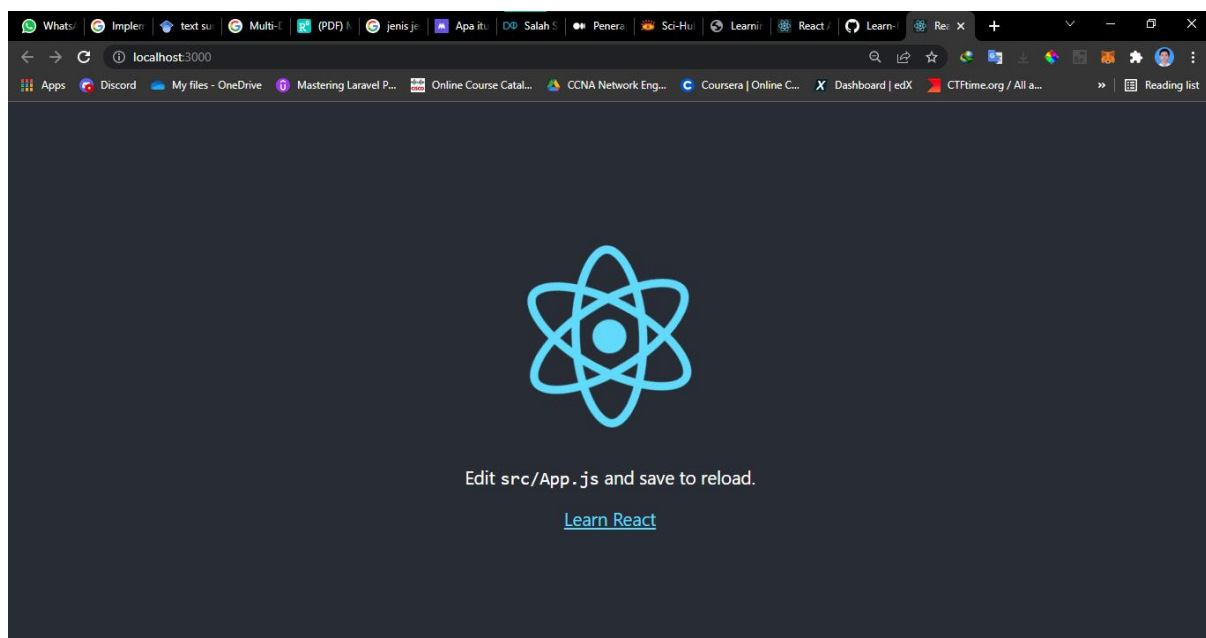 Whats
Implem
text su
Multi-
(PDF)
jenis je
Apa itu
Salah S
Penera
Sci-Hu
Learni
React
Learn-
Rea
localhost:3000
Apps
Discord
My files - OneDrive
Mastering Laravel P...
Online Course Catal...
CCNA Network Eng...
Coursera | Online C...
Dashboard | edX
CTFtime.org / All a...
»
Reading list
Edit src/App.js and save to reload.
Learn React